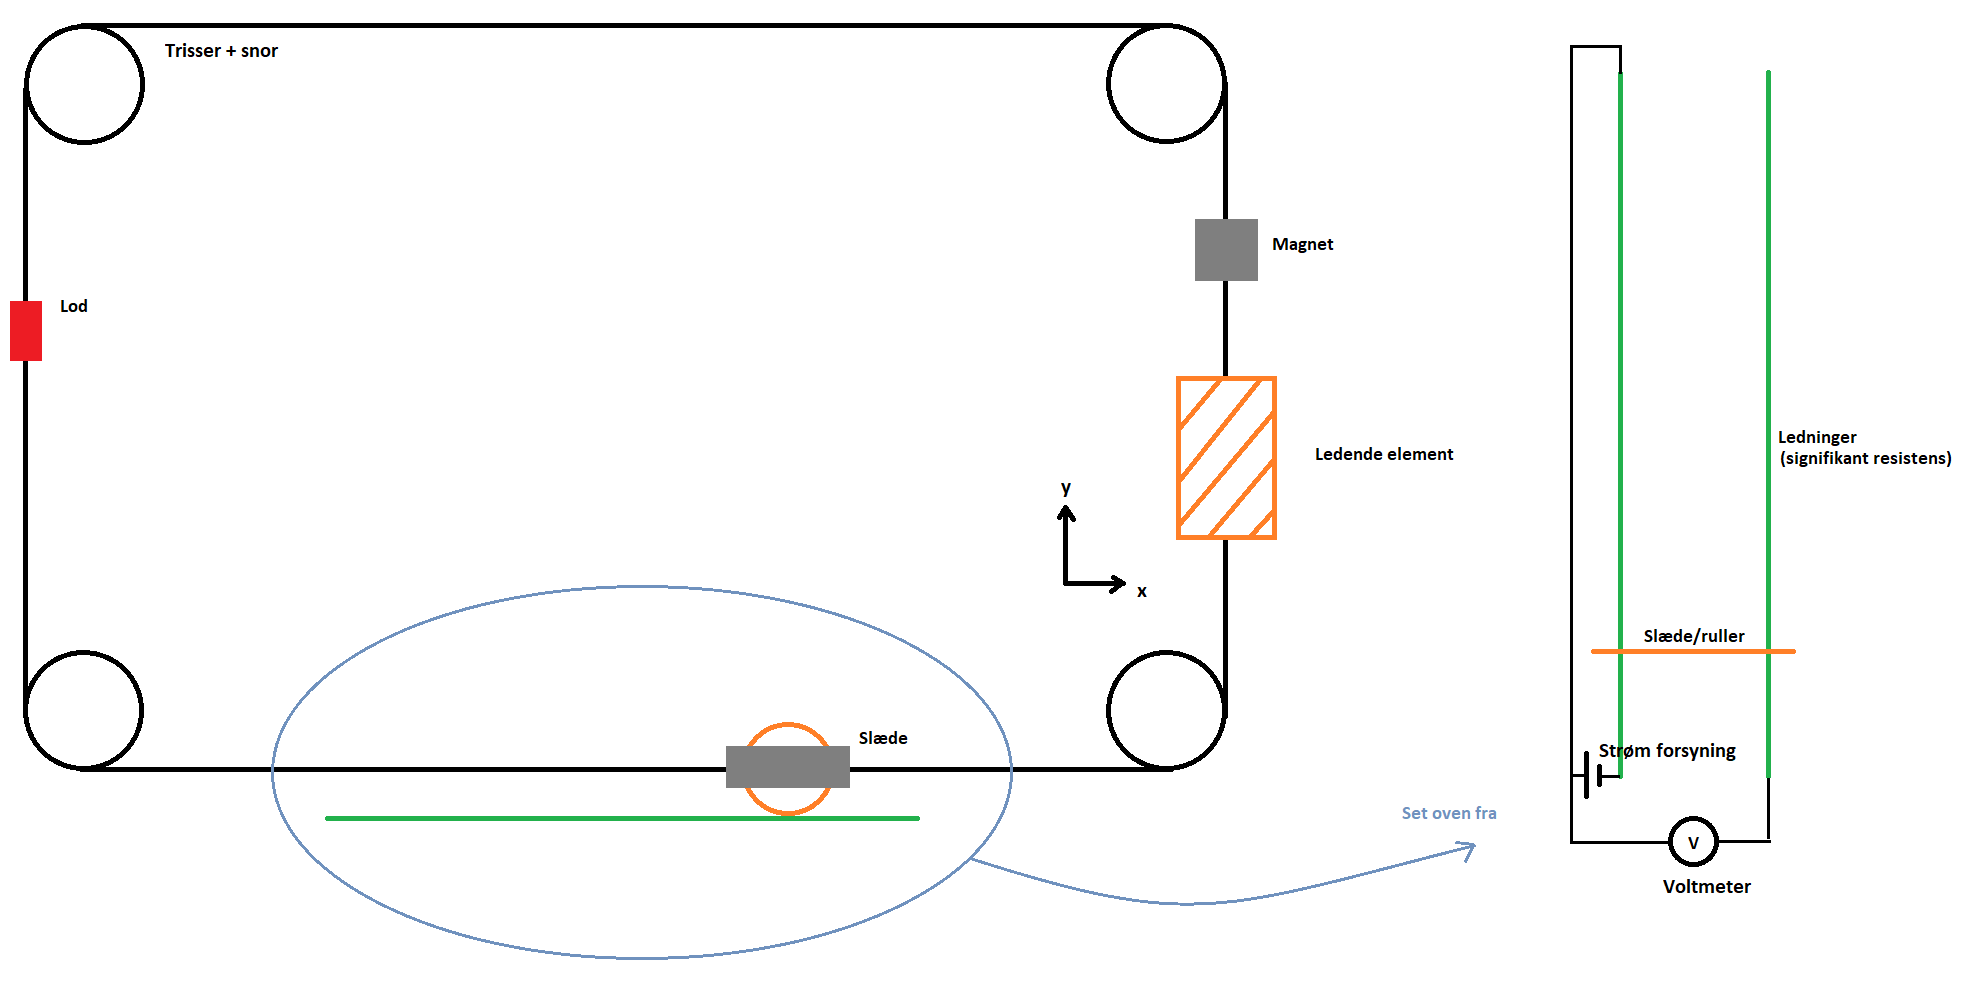 Trisser + snor
Magnet
Lod
Ledninger
(signifikant resistens)
Ledende element
y
x
Slæde/ruller
Slæde
Strøm forsyning
Set oven fra
V
Voltmeter